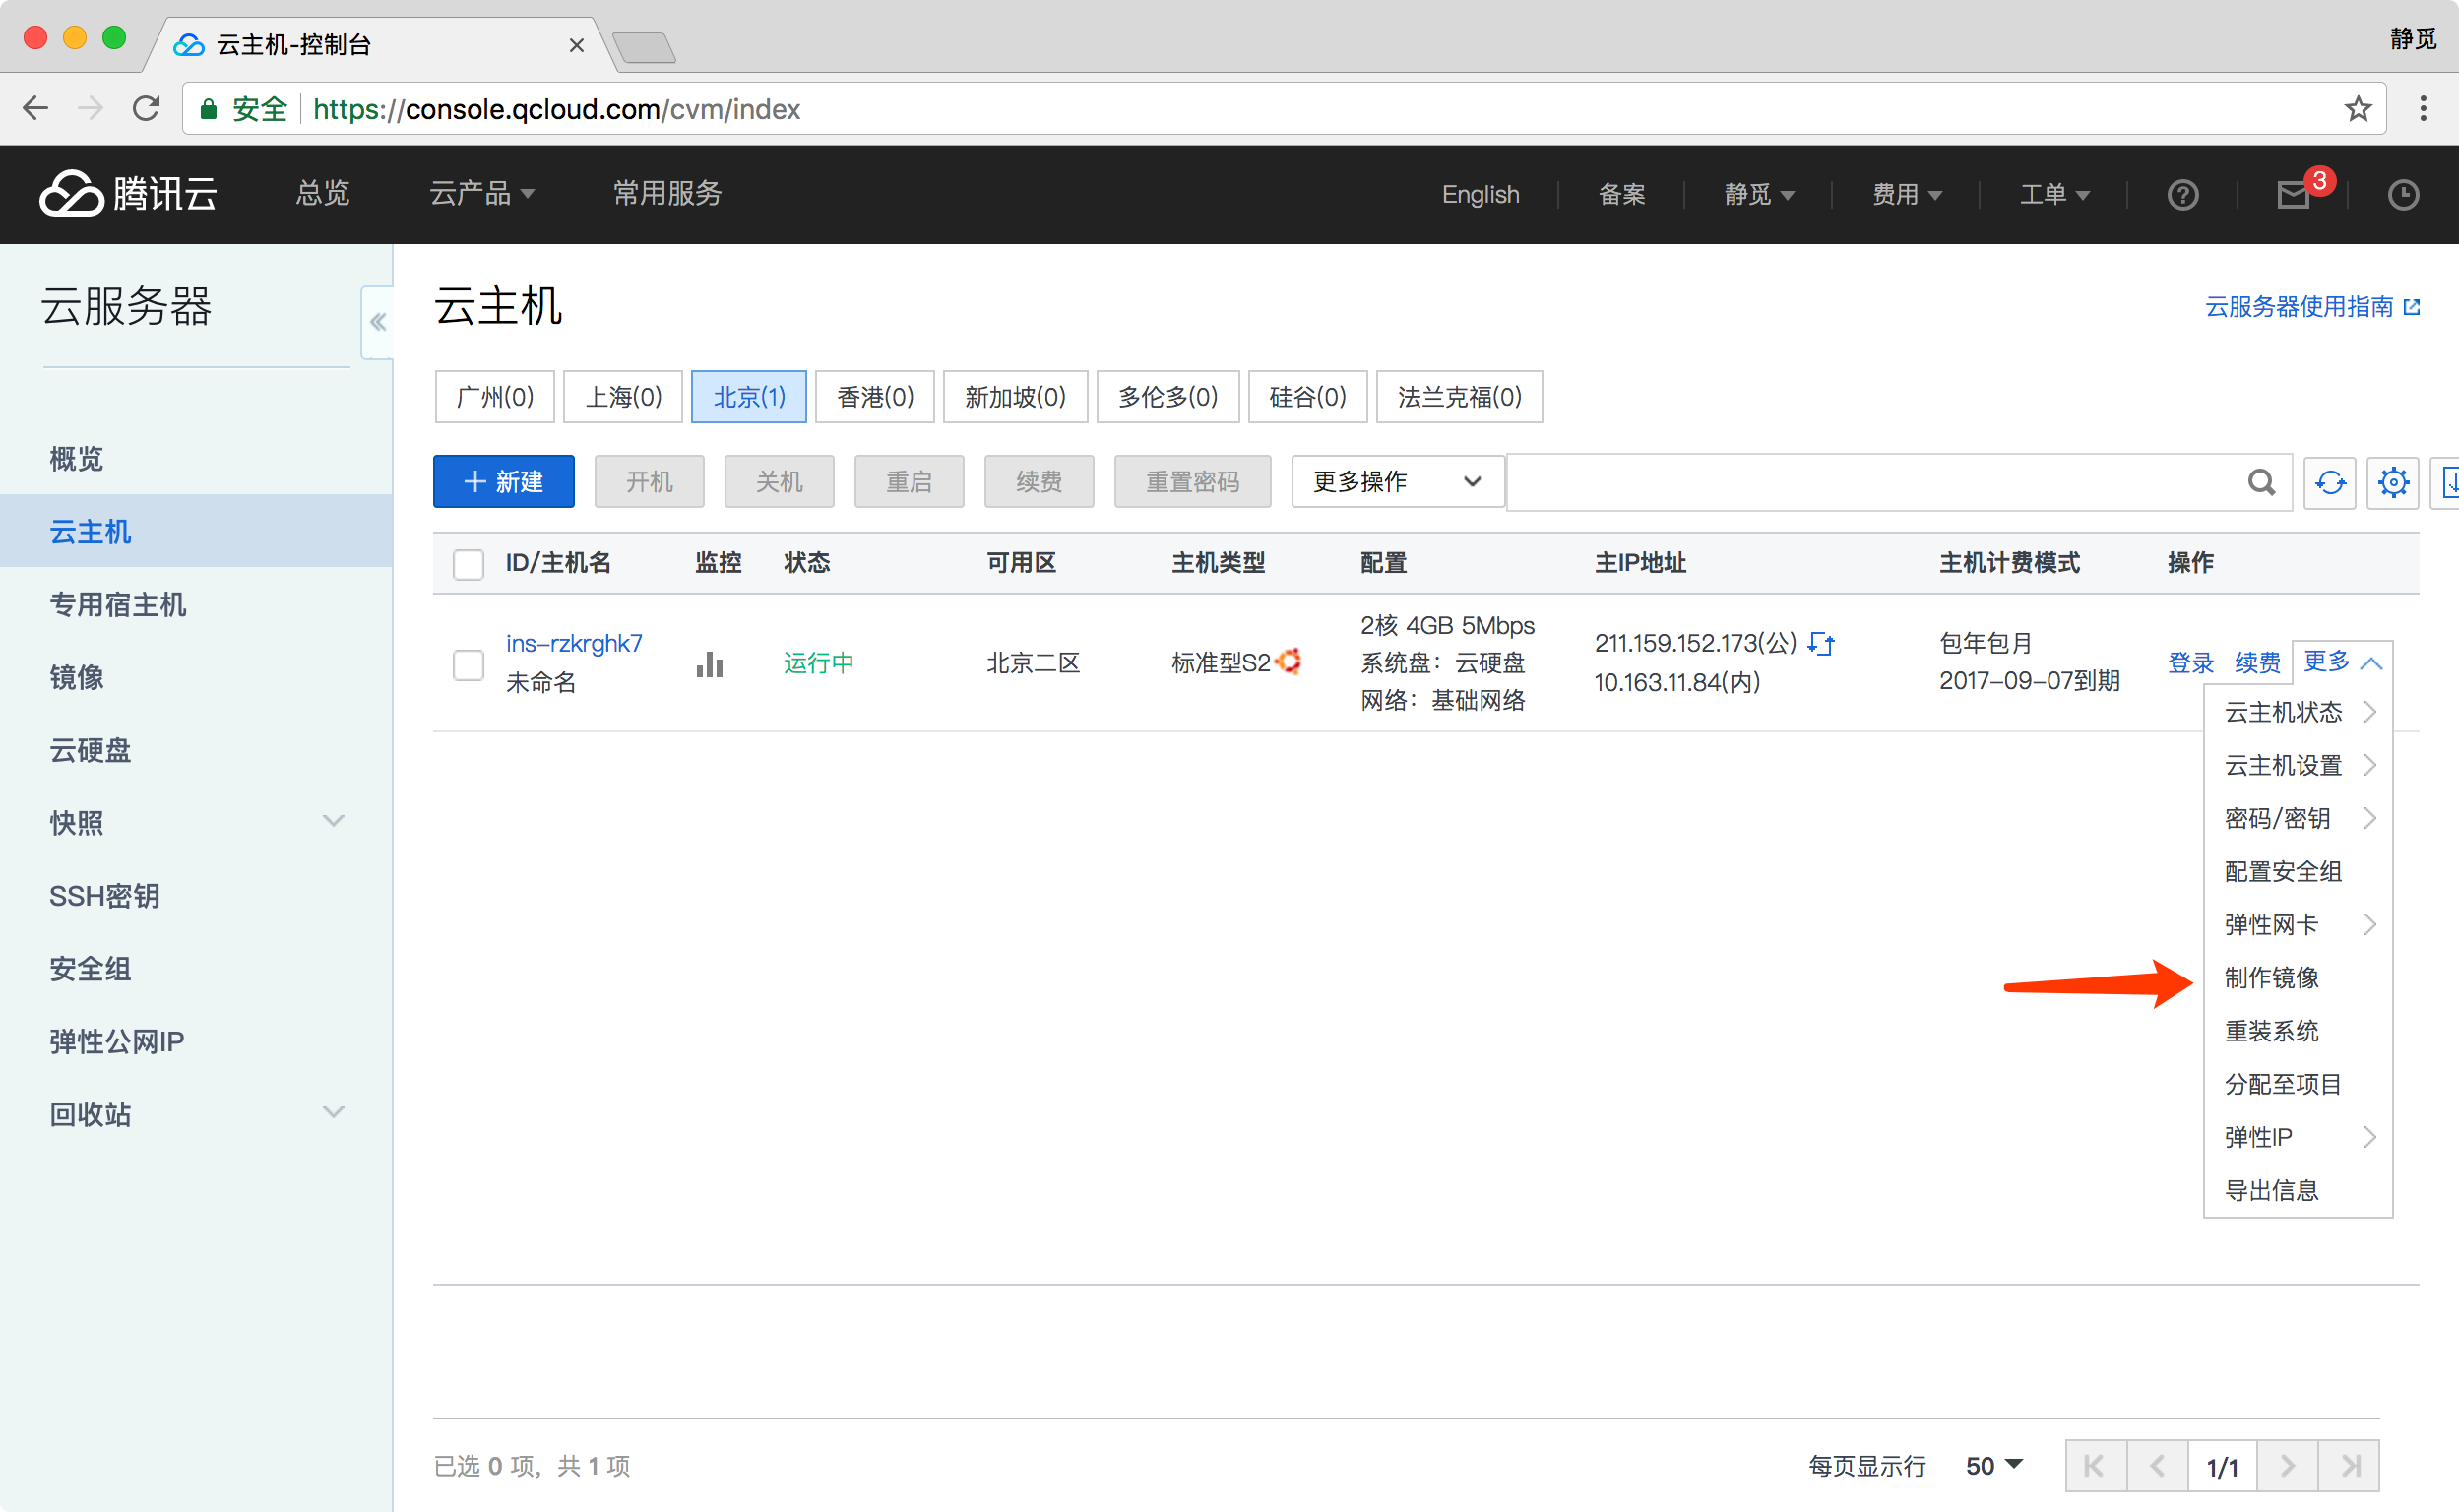 云主机-控制台
静觅
安全 https://console.qcloud.com/cvm/index
腾讯云 总览 云产品 常用服务 English 备案 静觅 费用 工单 3
云服务器
概览
云主机
专用宿主机
镜像
云硬盘
快照
SSH密钥
安全组
弹性公网IP
回收站
云主机
云服务器使用指南
广州(0) 上海(0) 北京(1) 香港(0) 新加坡(0) 多伦多(0) 硅谷(0) 法兰克福(0)
新建 开机 关机 重启 续费 重置密码 更多操作
ID/主机名 监控 状态 可用区 主机类型 配置 主IP地址 主机计费模式 操作
ins-rzkrghk7
未命名
运行中
北京二区
标准型S2
2核 4GB 5Mbps
系统盘：云硬盘
网络：基础网络
211.159.152.173(公)
10.163.11.84(内)
包年包月
2017-09-07到期
登录 续费 更多
云主机状态
云主机设置
密码/密钥
配置安全组
弹性网卡
制作镜像
重装系统
分配至项目
弹性IP
导出信息
已选 0 项，共 1 项
每页显示行 50 1/1